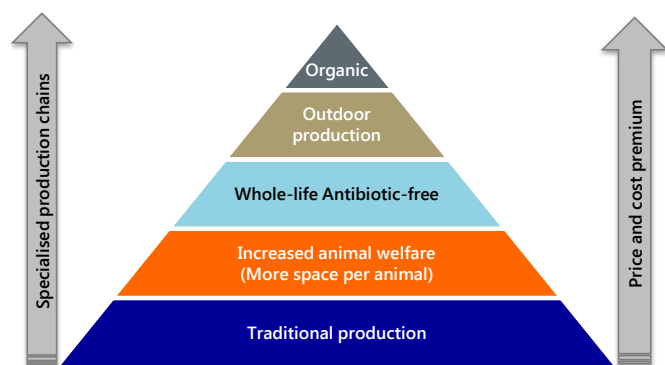 Organic
Outdoor
production
Whole-life Antibiotic-free
Increased animal welfare
(More space per animal)
Traditional production
Specialised production chains
Price and cost premium